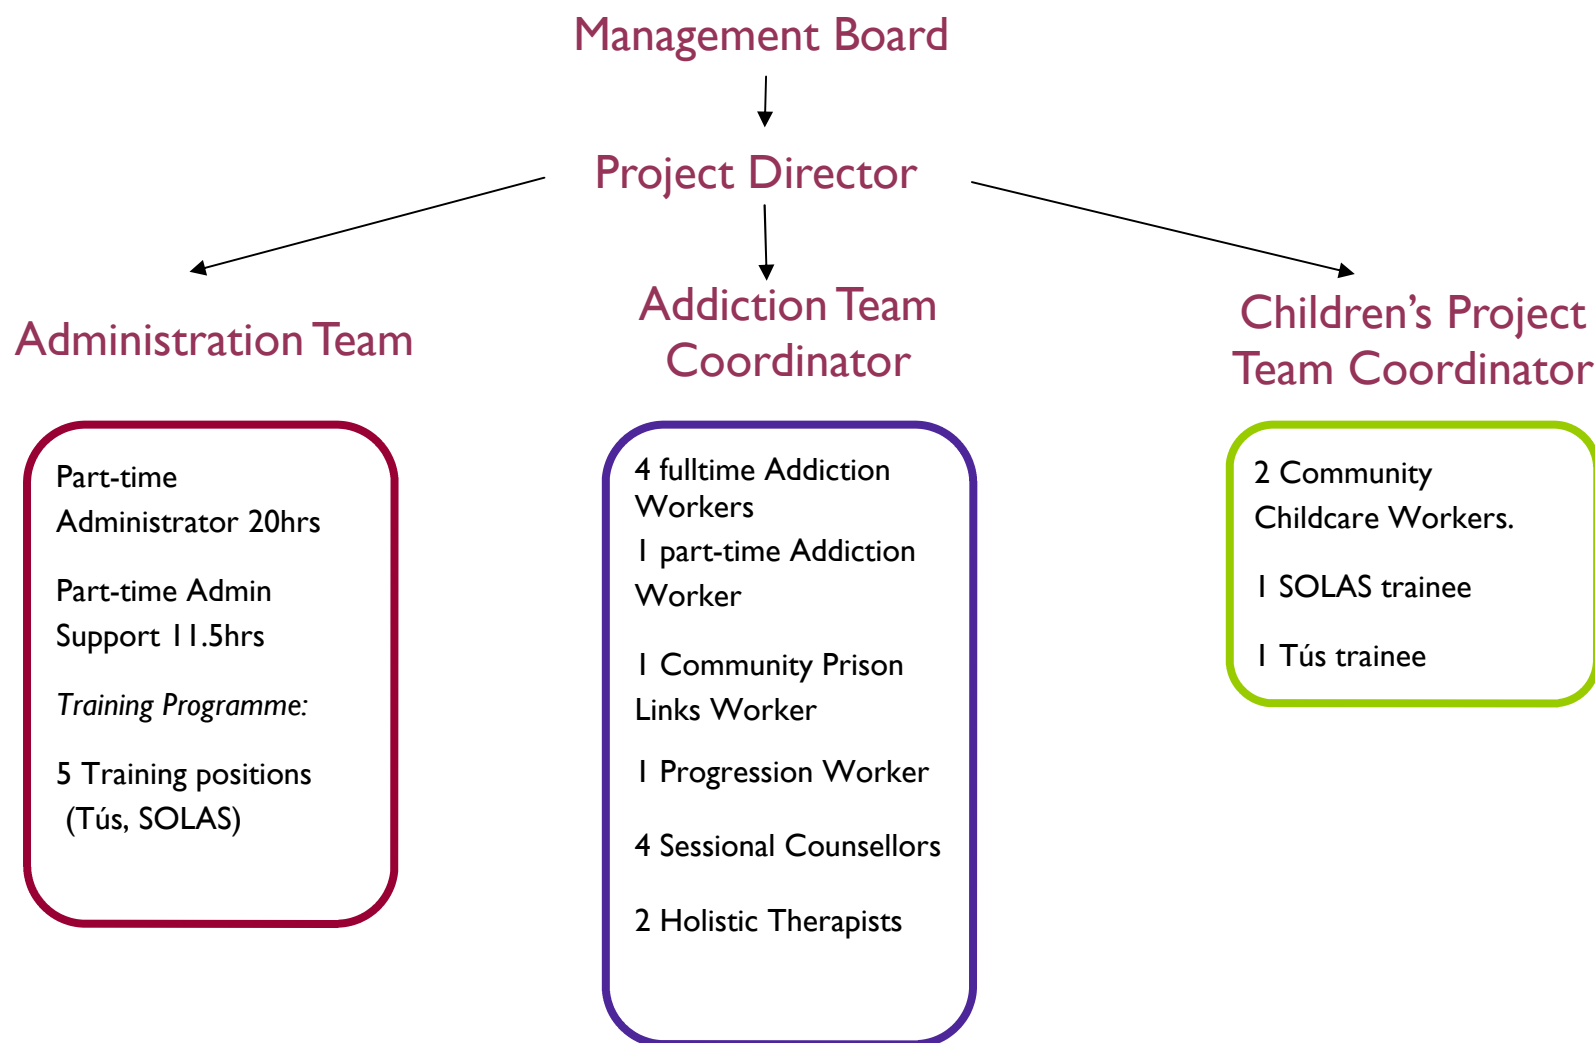 Management Board
Project Director
Administration Team
Addiction Team
Coordinator
Children’s Project
Team Coordinator
Part-time
Administrator 20hrs
Part-time Admin
Support 11.5hrs
Training Programme:
5 Training positions
(Tús, SOLAS)
4 fulltime Addiction
Workers
1 part-time Addiction
Worker
1 Community Prison
Links Worker
1 Progression Worker
4 Sessional Counsellors
2 Holistic Therapists
2 Community
Childcare Workers.
1 SOLAS trainee
1 Tús trainee